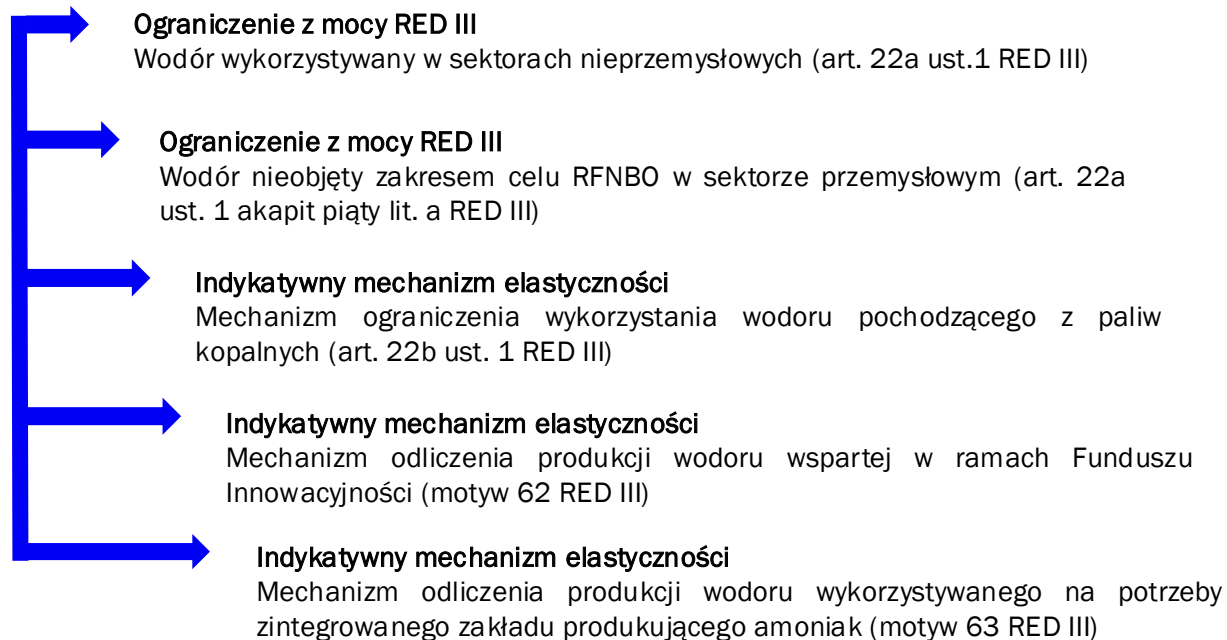 Ograniczenie z mocy RED III
Wodór wykorzystywany w sektorach nieprzemysłowych (art. 22a ust.1 RED III)
Ograniczenie z mocy RED III
Wodór nieobjęty zakresem celu RFNBO w sektorze przemysłowym (art. 22a
ust. 1 akapit piąty lit. a RED III)
Indykatywny mechanizm elastyczności
Mechanizm ograniczenia wykorzystania wodoru pochodzącego z paliw
kopalnych (art. 22b ust. 1 RED III)
Indykatywny mechanizm elastyczności
Mechanizm odliczenia produkcji wodoru wspartej w ramach Funduszu
Innowacyjności (motyw 62 RED III)
Indykatywny mechanizm elastyczności
Mechanizm odliczenia produkcji wodoru wykorzystywanego na potrzeby
zintegrowanego zakładu produkującego amoniak (motyw 63 RED III)